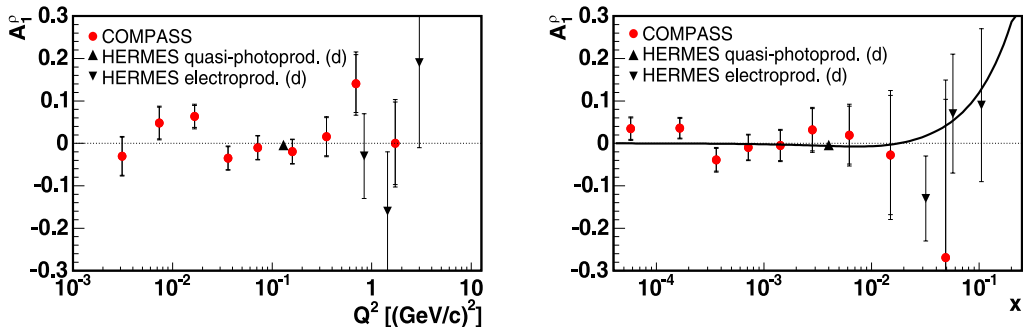 A₁^ρ
0.3
0.2
0.1
0
-0.1
-0.2
-0.3
COMPASS
HERMES quasi-photoprod. (d)
HERMES electroprod. (d)
10⁻³ 10⁻² 10⁻¹ 1 10
Q² [(GeV/c)²]
A₁^ρ
0.3
0.2
0.1
0
-0.1
-0.2
-0.3
COMPASS
HERMES quasi-photoprod. (d)
HERMES electroprod. (d)
10⁻⁴ 10⁻³ 10⁻² 10⁻¹
x